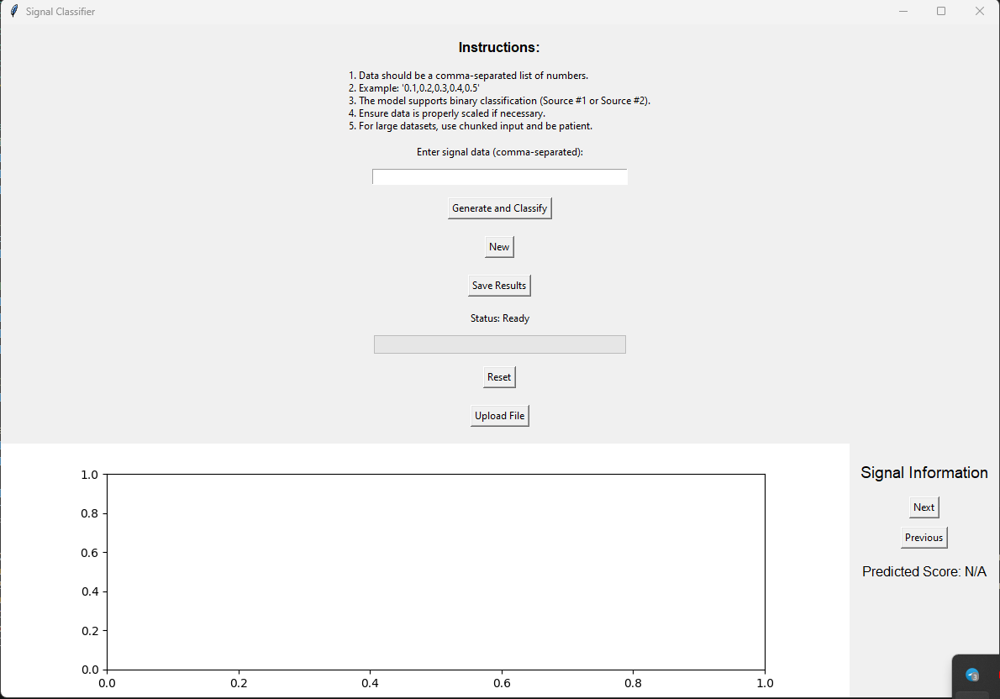 Signal Classifier
Instructions:
1. Data should be a comma-separated list of numbers.
2. Example: '0.1,0.2,0.3,0.4,0.5'
3. The model supports binary classification (Source #1 or Source #2).
4. Ensure data is properly scaled if necessary.
5. For large datasets, use chunked input and be patient.
Enter signal data (comma-separated):
Generate and Classify
New
Save Results
Status: Ready
Reset
Upload File
1.0
0.8
0.6
0.4
0.2
0.0
0.0 0.2 0.4 0.6 0.8 1.0
Signal Information
Next
Previous
Predicted Score: N/A
3